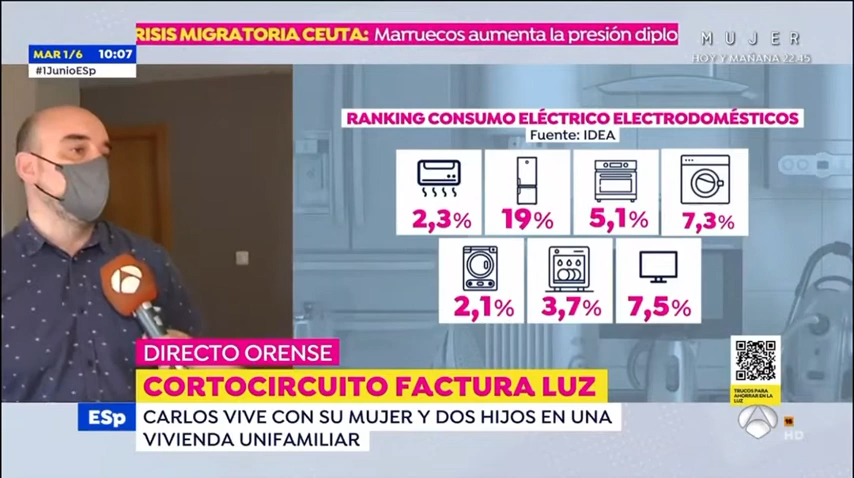 RISIS MIGRATORIA CEUTA: Marruecos aumenta la presión diplo
MUJER
HOY Y MAÑANA 22.45
MAR 1/6 10:07
#1JunioESp
RANKING CONSUMO ELÉCTRICO ELECTRODOMÉSTICOS
Fuente: IDEA
2,3% 19% 5,1% 7,3%
2,1% 3,7% 7,5%
DIRECTO ORENSE
CORTOCIRCUITO FACTURA LUZ
TRUCOS PARA
AHORRAR EN LA
LUZ
ESp
CARLOS VIVE CON SU MUJER Y DOS HIJOS EN UNA
VIVIENDA UNIFAMILIAR
HD